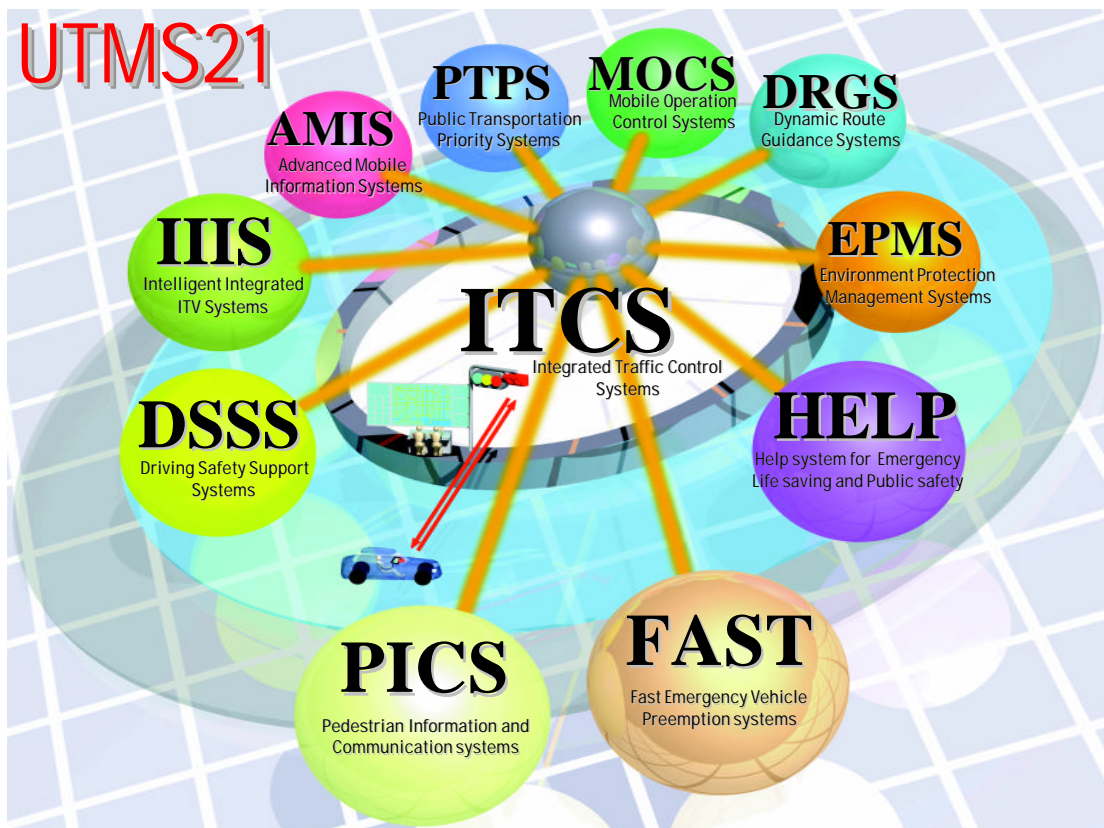 UTMS21
PTPS
Public Transportation
Priority Systems
MOCS
Mobile Operation
Control Systems
DRGS
Dynamic Route
Guidance Systems
AMIS
Advanced Mobile
Information Systems
IIIS
Intelligent Integrated
ITV Systems
EPMS
Environment Protection
Management Systems
ITCS
Integrated Traffic Control
Systems
DSSS
Driving Safety Support
Systems
HELP
Help system for Emergency
Life saving and Public safety
PICS
Pedestrian Information and
Communication systems
FAST
Fast Emergency Vehicle
Preemption systems